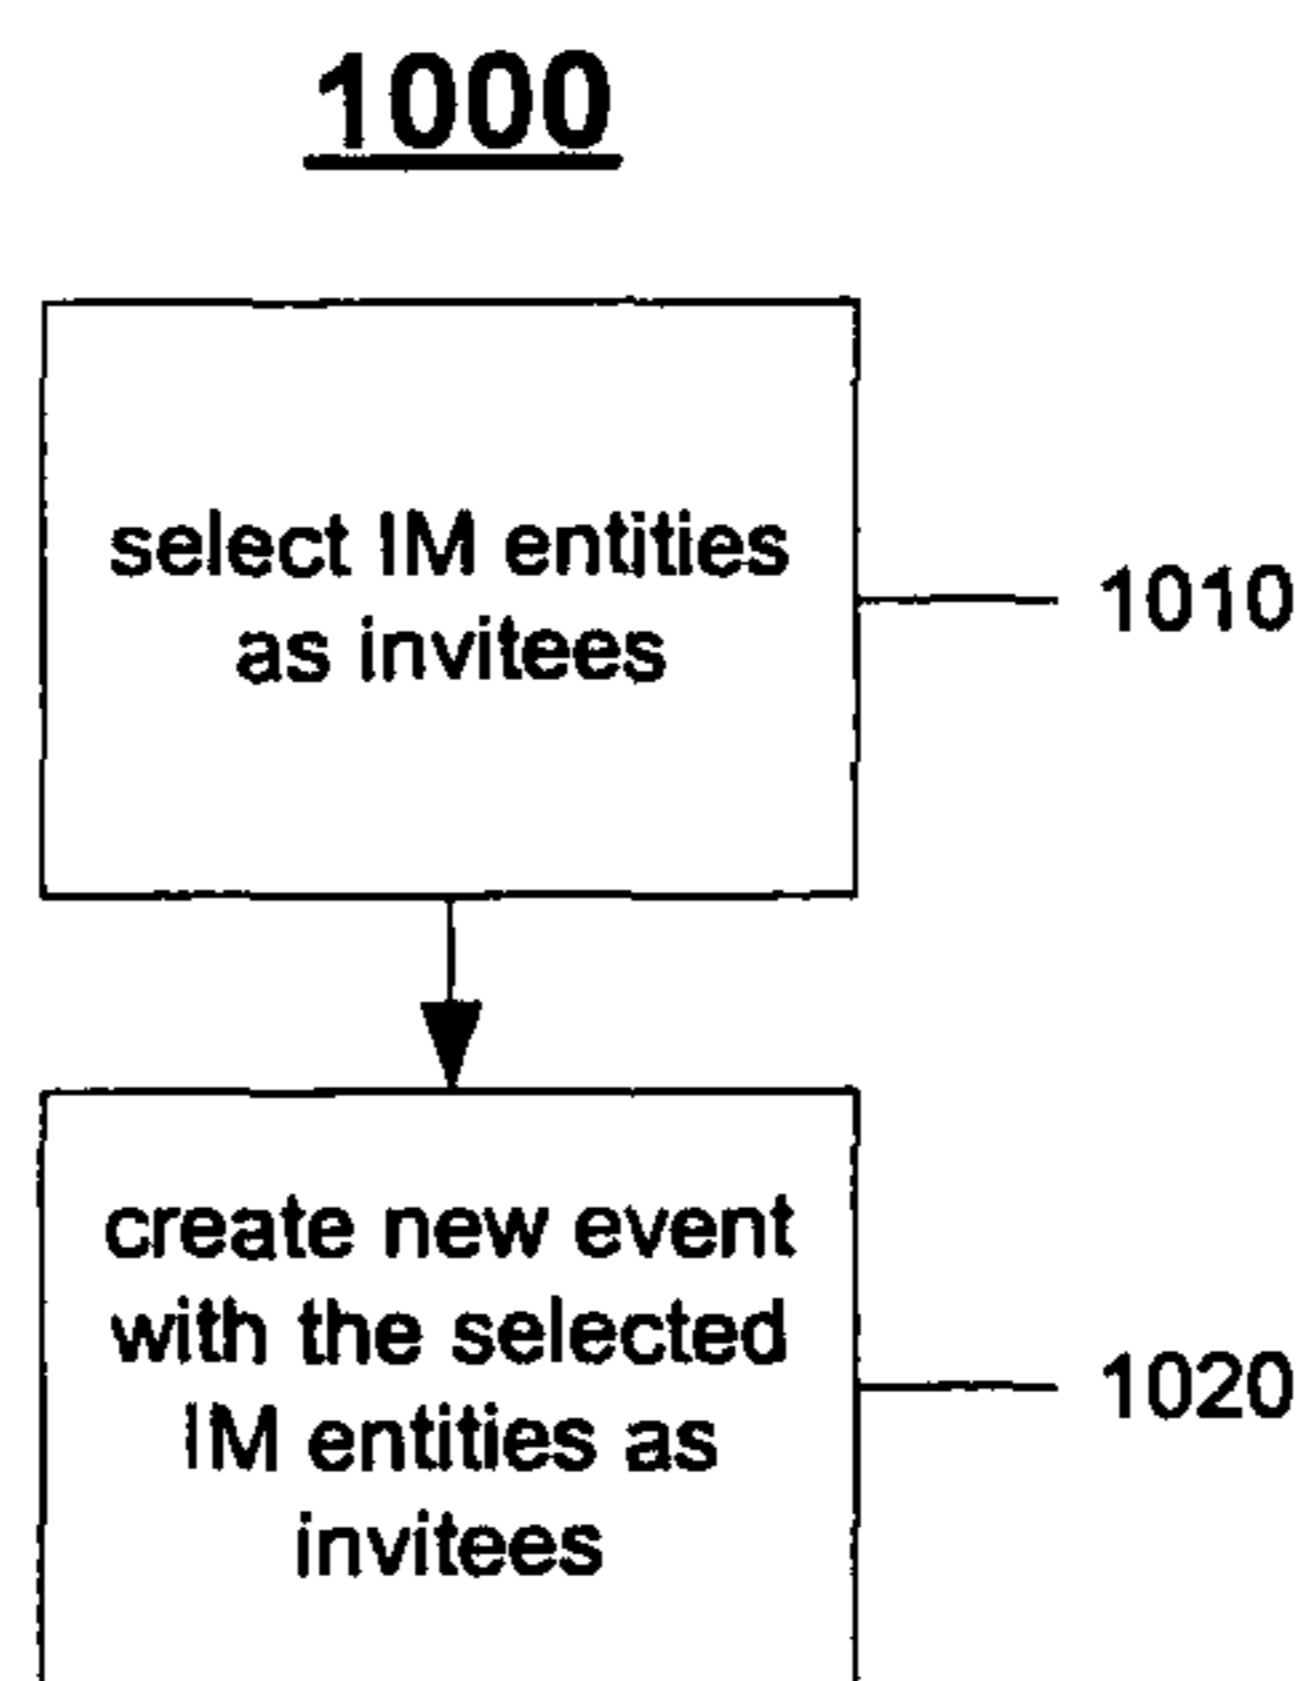 1000
select IM entities
as invitees
1010
create new event
with the selected
IM entities as
invitees
1020